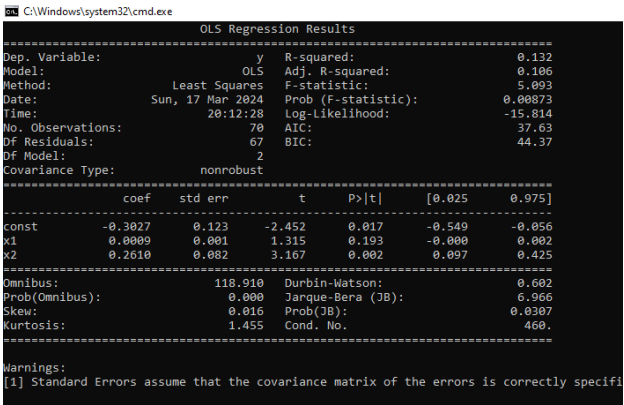 C:\Windows\system32\cmd.exe
OLS Regression Results
==============================================================================
Dep. Variable: y R-squared: 0.132
Model: OLS Adj. R-squared: 0.106
Method: Least Squares F-statistic: 5.093
Date: Sun, 17 Mar 2024 Prob (F-statistic): 0.00873
Time: 20:12:28 Log-Likelihood: -15.814
No. Observations: 70 AIC: 37.63
Df Residuals: 67 BIC: 44.37
Df Model: 2
Covariance Type: nonrobust
==============================================================================
coef std err t P>|t| [0.025 0.975]
------------------------------------------------------------------------------
const -0.3027 0.123 -2.452 0.017 -0.549 -0.056
x1 0.0009 0.001 1.315 0.193 -0.000 0.002
x2 0.2610 0.082 3.167 0.002 0.097 0.425
==============================================================================
Omnibus: 118.910 Durbin-Watson: 0.602
Prob(Omnibus): 0.000 Jarque-Bera (JB): 6.966
Skew: 0.016 Prob(JB): 0.0307
Kurtosis: 1.455 Cond. No. 460.
==============================================================================
Warnings:
[1] Standard Errors assume that the covariance matrix of the errors is correctly specifi